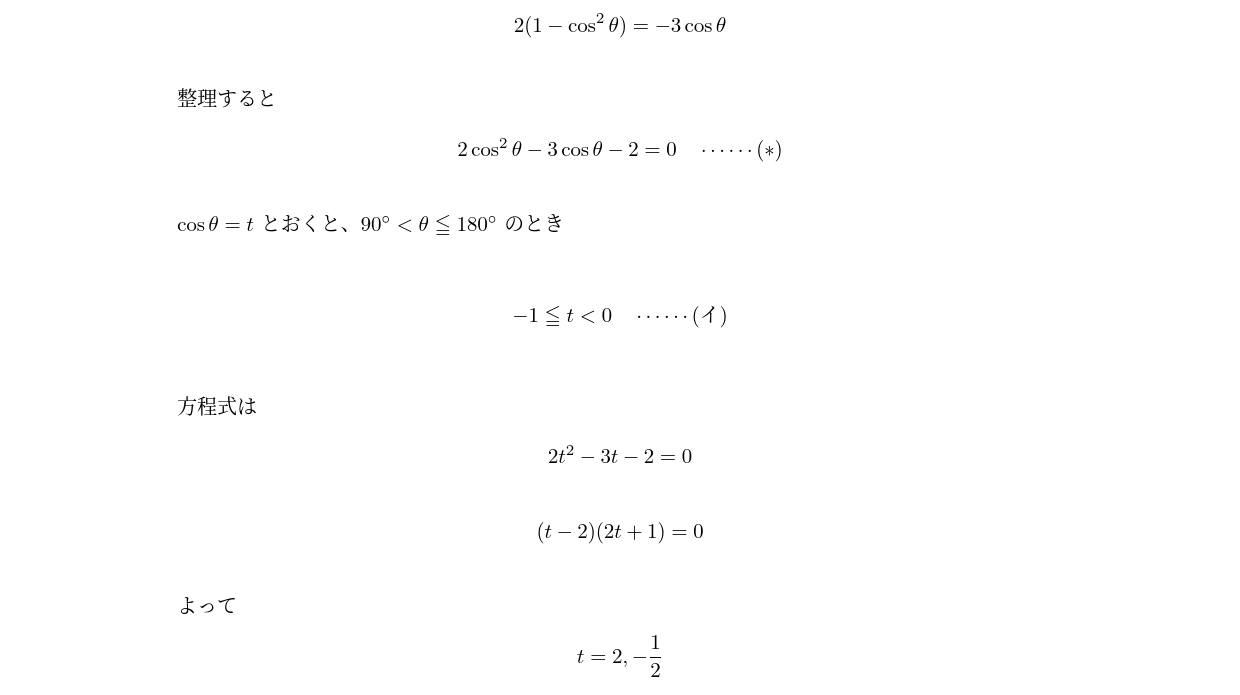 2(1 − cos² θ) = −3 cos θ
整理すると
2 cos² θ − 3 cos θ − 2 = 0 ⋯⋯(∗)
cos θ = t とおくと、90° < θ ≦ 180° のとき
−1 ≦ t < 0 ⋯⋯(イ)
方程式は
2t² − 3t − 2 = 0
(t − 2)(2t + 1) = 0
よって
t = 2, −1/2